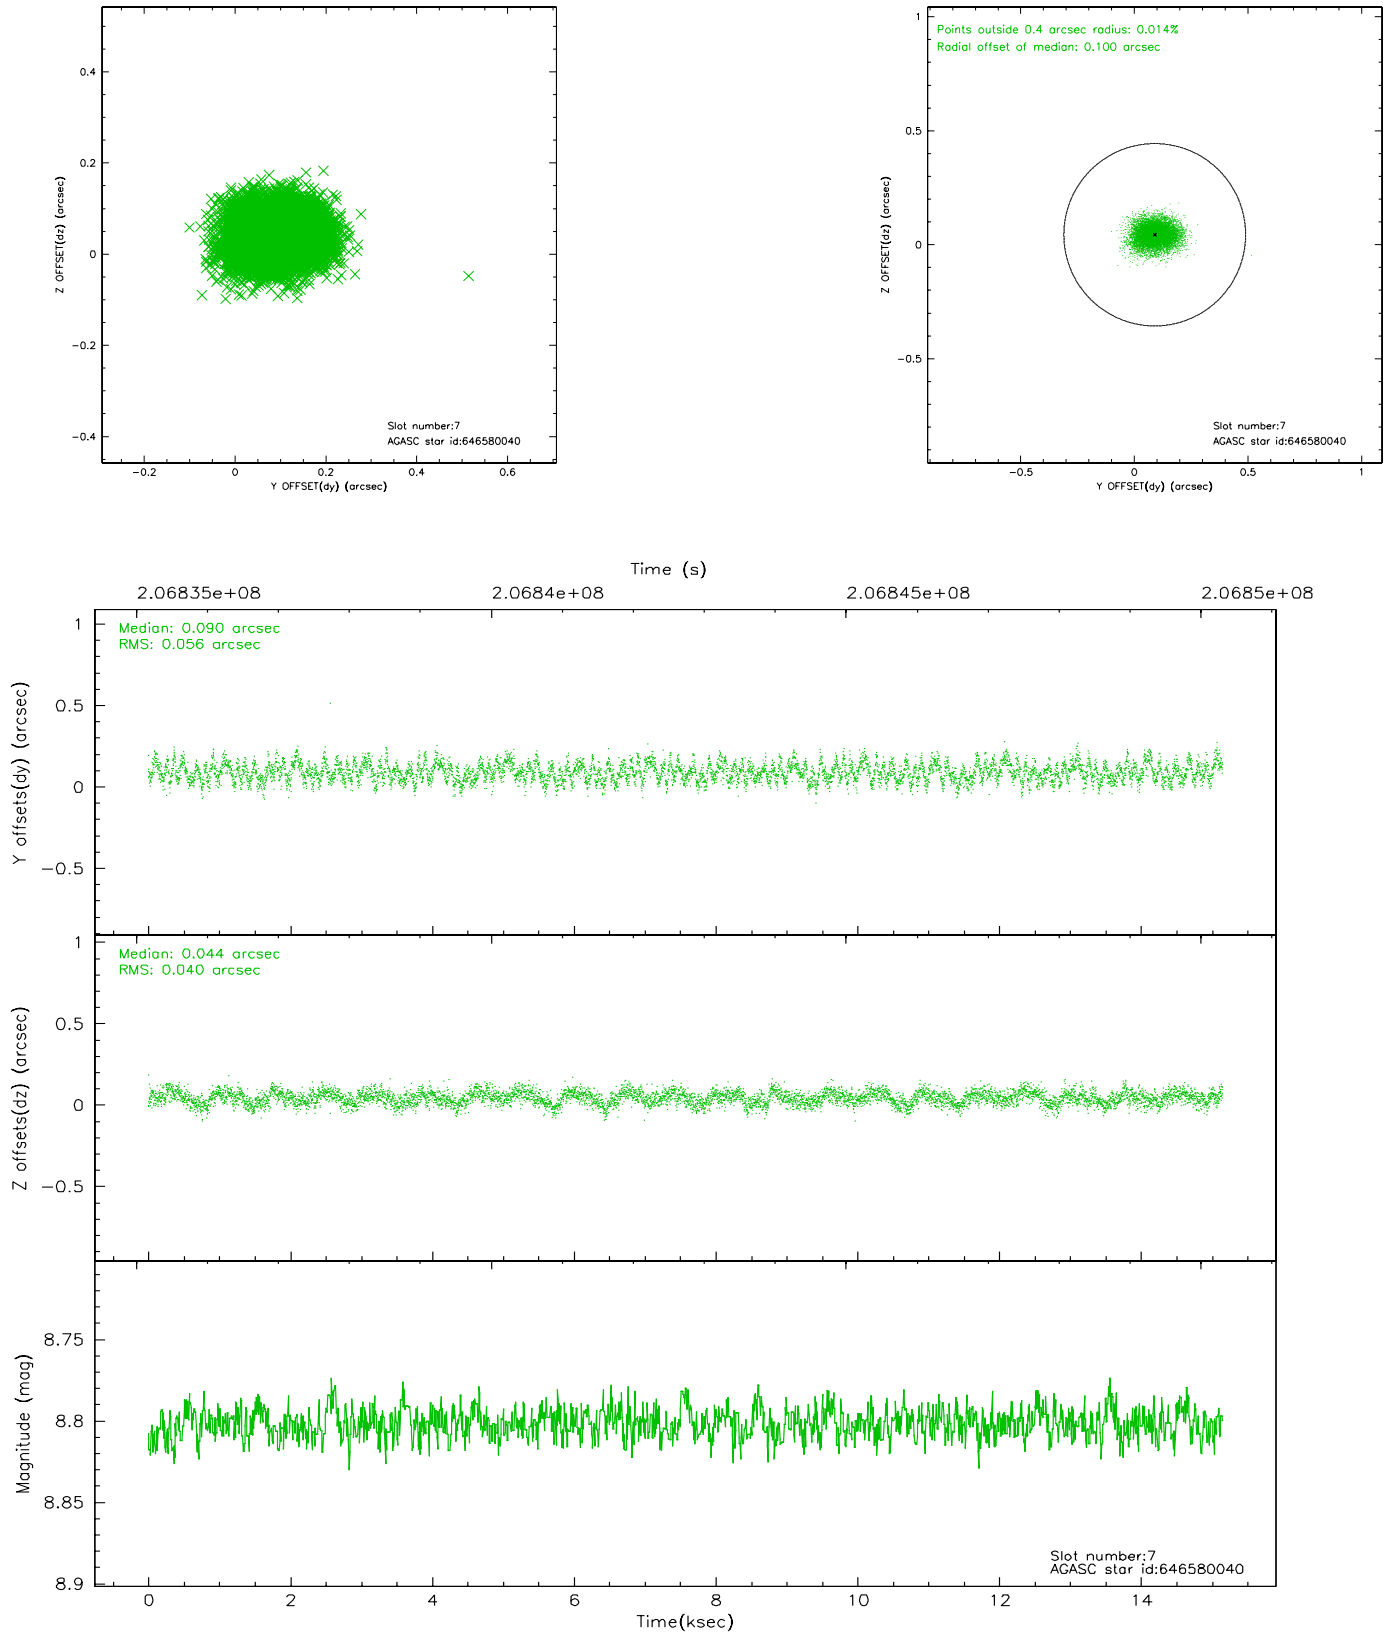 0.4
0.2
0
−0.2
−0.4
Z OFFSET(dz) (arcsec)
Slot number:7
AGASC star id:646580040
−0.2 0 0.2 0.4 0.6
Y OFFSET(dy) (arcsec)
Points outside 0.4 arcsec radius: 0.014%
Radial offset of median: 0.100 arcsec
1
0.5
0
−0.5
Z OFFSET(dz) (arcsec)
Slot number:7
AGASC star id:646580040
−0.5 0 0.5 1
Y OFFSET(dy) (arcsec)
Time (s)
2.06835e+08 2.0684e+08 2.06845e+08 2.0685e+08
Median: 0.090 arcsec
RMS: 0.056 arcsec
1
0.5
0
−0.5
Y offsets(dy) (arcsec)
Median: 0.044 arcsec
RMS: 0.040 arcsec
1
0.5
0
−0.5
Z offsets(dz) (arcsec)
8.75
8.8
8.85
8.9
Magnitude (mag)
Slot number:7
AGASC star id:646580040
0 2 4 6 8 10 12 14
Time(ksec)